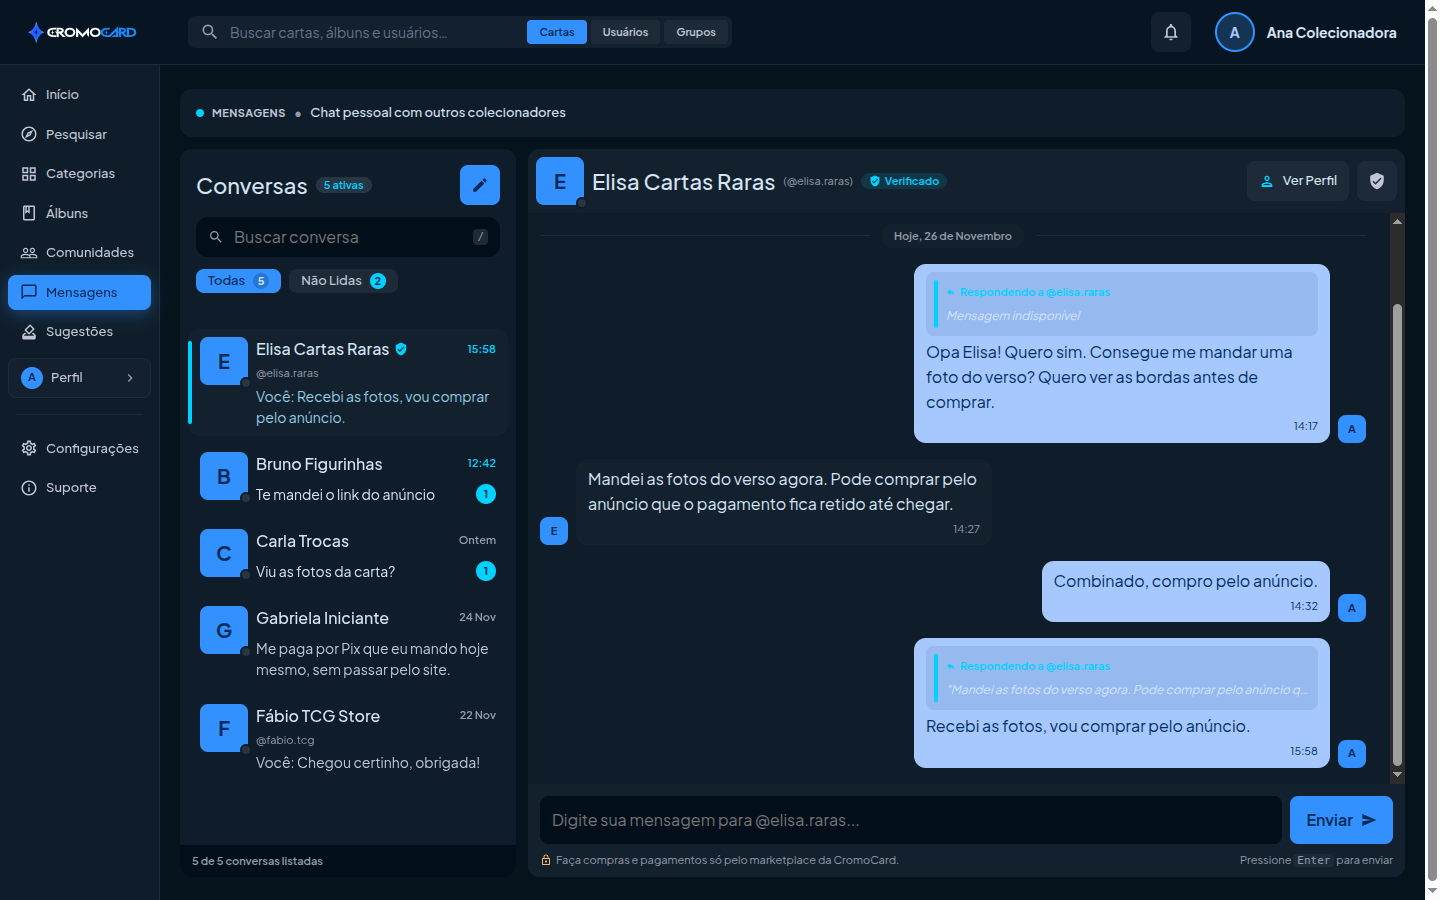 CROMOCARD
Buscar cartas, álbuns e usuários...
Cartas
Usuários
Grupos
A
Ana Colecionadora
Início
Pesquisar
Categorias
Álbuns
Comunidades
Mensagens
Sugestões
A Perfil
Configurações
Suporte
MENSAGENS • Chat pessoal com outros colecionadores
Conversas 5 ativas
Buscar conversa /
Todas 5
Não Lidas 2
E
Elisa Cartas Raras 15:58
@elisa.raras
Você: Recebi as fotos, vou comprar
pelo anúncio.
B
Bruno Figurinhas 12:42
Te mandei o link do anúncio 1
C
Carla Trocas Ontem
Viu as fotos da carta? 1
G
Gabriela Iniciante 24 Nov
Me paga por Pix que eu mando hoje
mesmo, sem passar pelo site.
F
Fábio TCG Store 22 Nov
@fabio.tcg
Você: Chegou certinho, obrigada!
5 de 5 conversas listadas
E
Elisa Cartas Raras (@elisa.raras) Verificado
Ver Perfil
Hoje, 26 de Novembro
Respondendo a @elisa.raras
Mensagem indisponível
Opa Elisa! Quero sim. Consegue me mandar uma
foto do verso? Quero ver as bordas antes de
comprar.
14:17
A
Mandei as fotos do verso agora. Pode comprar pelo
anúncio que o pagamento fica retido até chegar.
14:27
E
Combinado, compro pelo anúncio.
14:32
A
Respondendo a @elisa.raras
"Mandei as fotos do verso agora. Pode comprar pelo anúncio q...
Recebi as fotos, vou comprar pelo anúncio.
15:58
A
Digite sua mensagem para @elisa.raras...
Enviar
Faça compras e pagamentos só pelo marketplace da CromoCard.
Pressione Enter para enviar